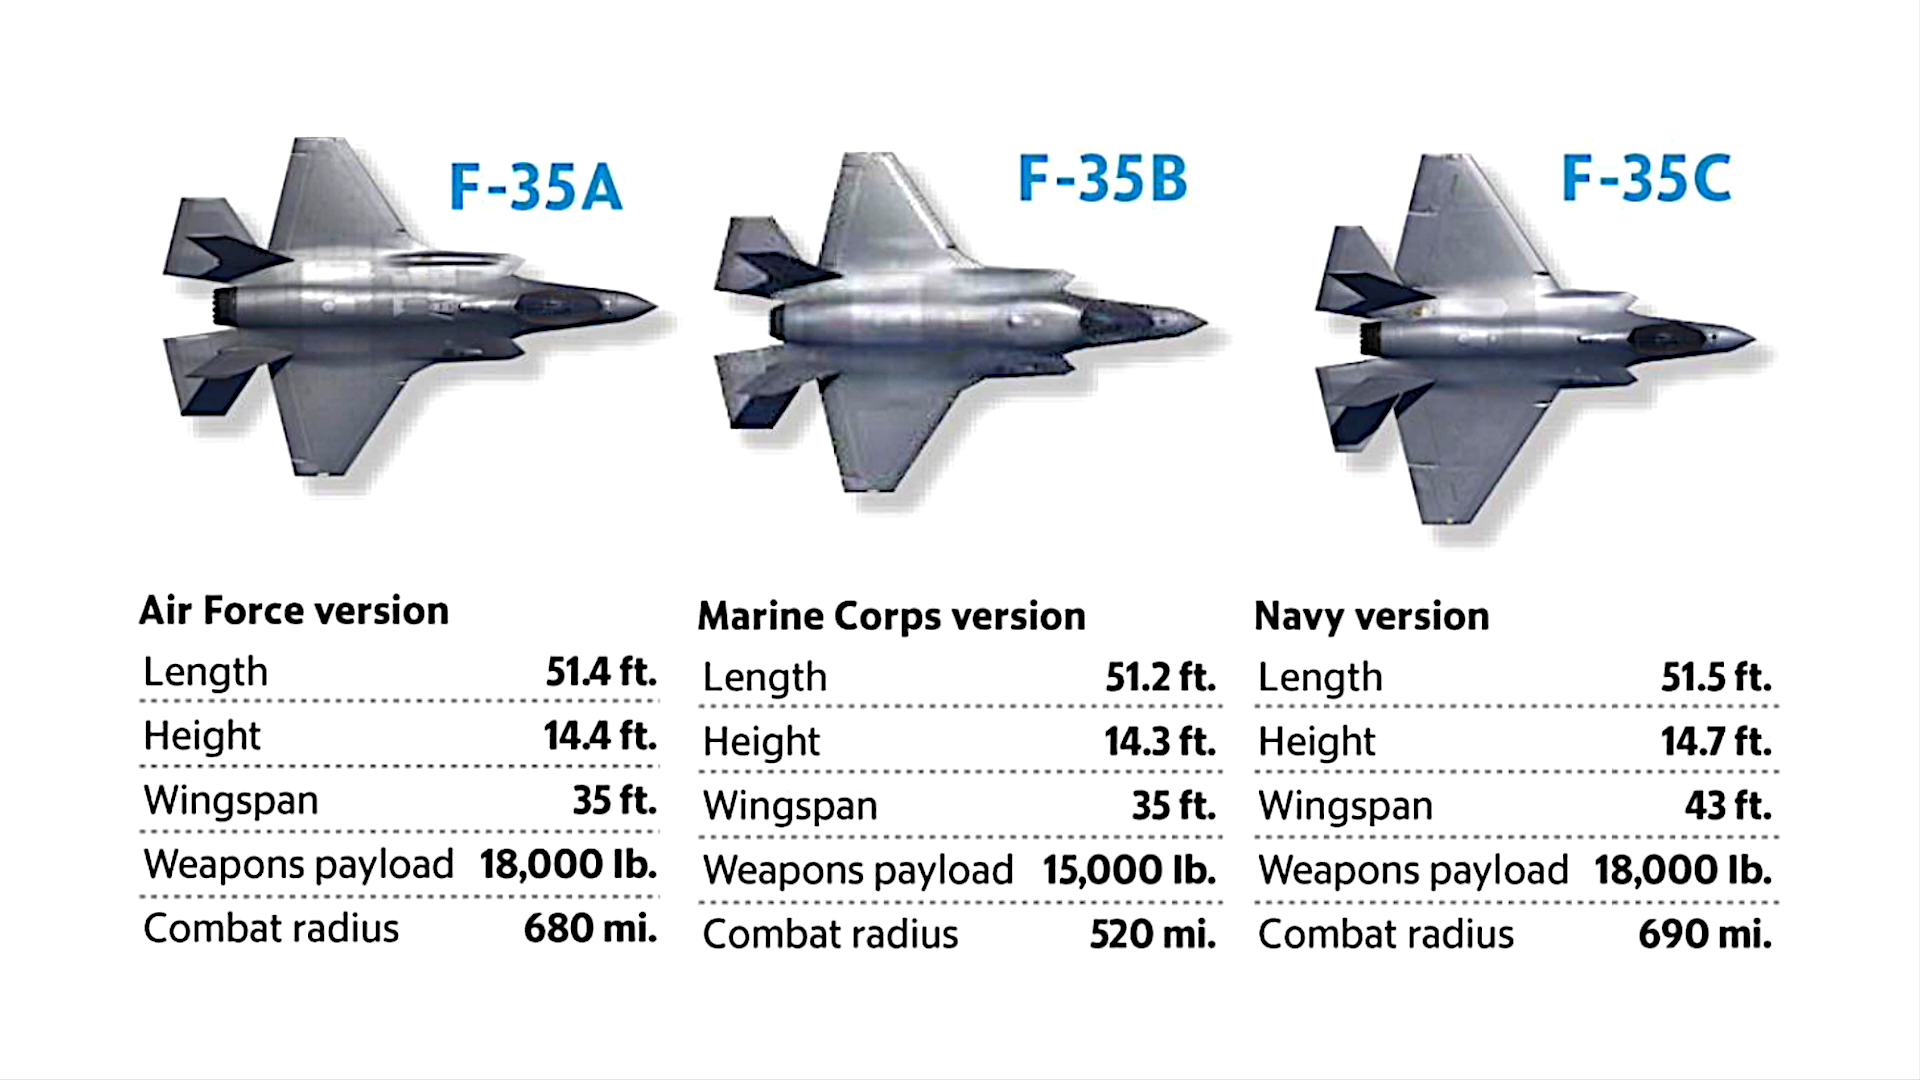 F-35A
Air Force version
Length 51.4 ft.
Height 14.4 ft.
Wingspan 35 ft.
Weapons payload 18,000 lb.
Combat radius 680 mi.
F-35B
Marine Corps version
Length 51.2 ft.
Height 14.3 ft.
Wingspan 35 ft.
Weapons payload 15,000 lb.
Combat radius 520 mi.
F-35C
Navy version
Length 51.5 ft.
Height 14.7 ft.
Wingspan 43 ft.
Weapons payload 18,000 lb.
Combat radius 690 mi.